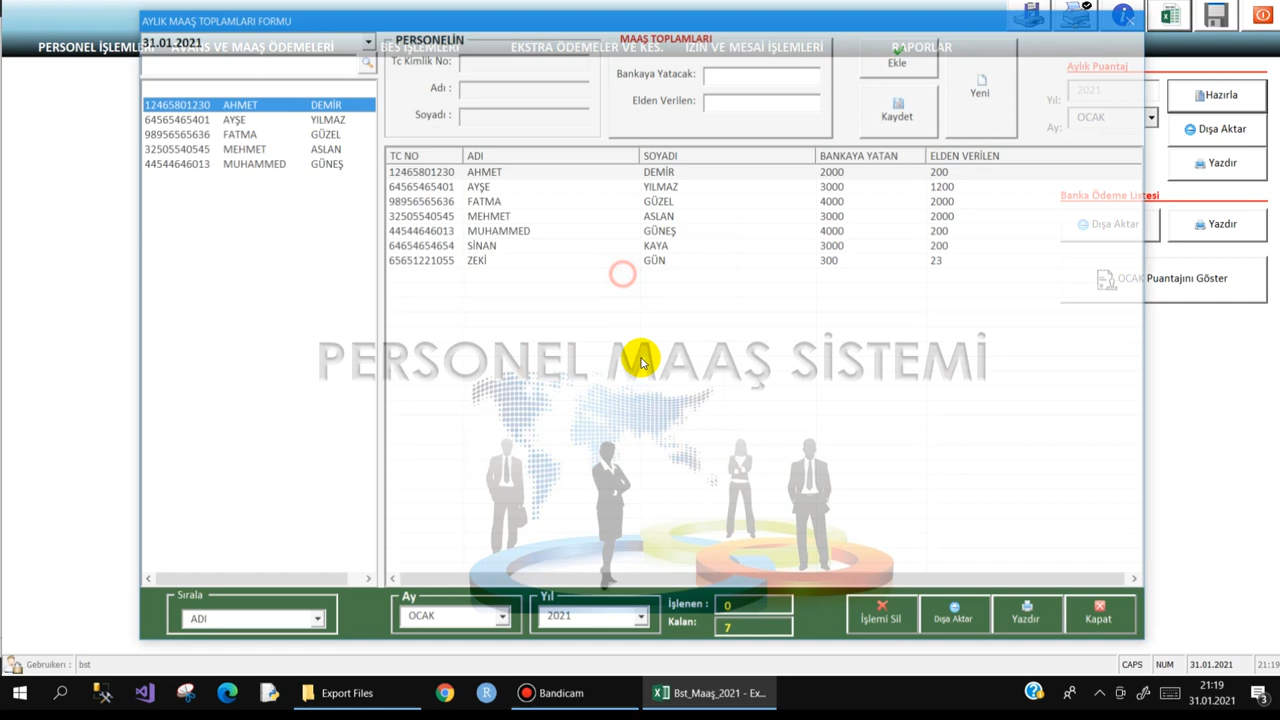 AYLIK MAAŞ TOPLAMLARI FORMU
PERSONEL İŞLEMLERİ
AVANS VE MAAŞ ÖDEMELERİ
BES İŞLEMLERİ
EKSTRA ÖDEMELER VE KES.
İZİN VE MESAİ İŞLEMLERİ
RAPORLAR
31.01.2021
12465801230 AHMET DEMİR
64565465401 AYŞE YILMAZ
98956565636 FATMA GÜZEL
32505540545 MEHMET ASLAN
44544646013 MUHAMMED GÜNEŞ
PERSONELİN
Tc Kimlik No:
Adı :
Soyadı :
MAAŞ TOPLAMLARI
Bankaya Yatacak:
Elden Verilen:
Ekle
Kaydet
Yeni
Aylık Puantaj
Yıl: 2021
Ay: OCAK
Hazırla
Dışa Aktar
Yazdır
Banka Ödeme Listesi
Dışa Aktar
Yazdır
OCAK Puantajını Göster
TC NO ADI SOYADI BANKAYA YATAN ELDEN VERİLEN
12465801230 AHMET DEMİR 2000 200
64565465401 AYŞE YILMAZ 3000 1200
98956565636 FATMA GÜZEL 4000 2000
32505540545 MEHMET ASLAN 3000 2000
44544646013 MUHAMMED GÜNEŞ 4000 200
64654654654 SİNAN KAYA 3000 200
65651221055 ZEKİ GÜN 300 23
PERSONEL MAAŞ SİSTEMİ
Sırala
ADI
Ay
OCAK
Yıl
2021
İşlenen : 0
Kalan: 7
İşlemi Sil
Dışa Aktar
Yazdır
Kapat
Gebruikerı : bst
CAPS NUM 31.01.2021 21:19
Export Files
Bandicam
Bst_Maaş_2021 - Ex...
21:19
31.01.2021
3